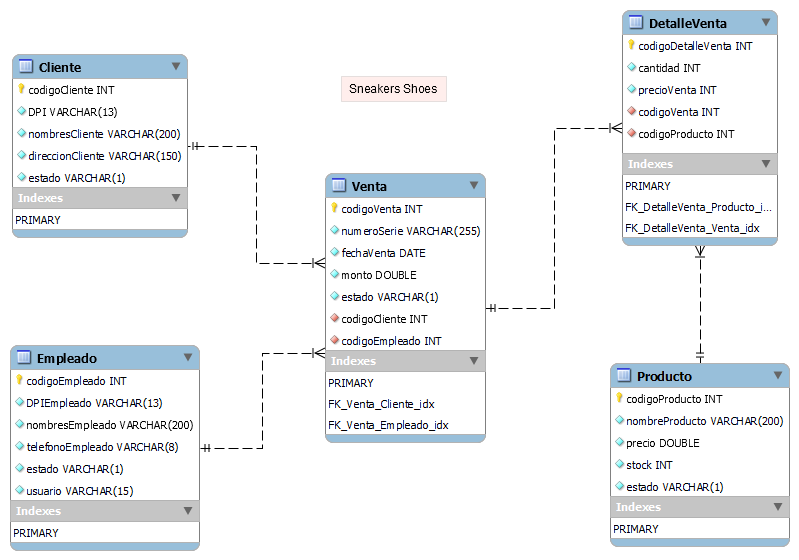 Cliente
codigoCliente INT
DPI VARCHAR(13)
nombresCliente VARCHAR(200)
direccionCliente VARCHAR(150)
estado VARCHAR(1)
Indexes
PRIMARY
Sneakers Shoes
DetalleVenta
codigoDetalleVenta INT
cantidad INT
precioVenta INT
codigoVenta INT
codigoProducto INT
Indexes
PRIMARY
FK_DetalleVenta_Producto_i...
FK_DetalleVenta_Venta_idx
Venta
codigoVenta INT
numeroSerie VARCHAR(255)
fechaVenta DATE
monto DOUBLE
estado VARCHAR(1)
codigoCliente INT
codigoEmpleado INT
Indexes
PRIMARY
FK_Venta_Cliente_idx
FK_Venta_Empleado_idx
Empleado
codigoEmpleado INT
DPIEmpleado VARCHAR(13)
nombresEmpleado VARCHAR(200)
telefonoEmpleado VARCHAR(8)
estado VARCHAR(1)
usuario VARCHAR(15)
Indexes
PRIMARY
Producto
codigoProducto INT
nombreProducto VARCHAR(200)
precio DOUBLE
stock INT
estado VARCHAR(1)
Indexes
PRIMARY